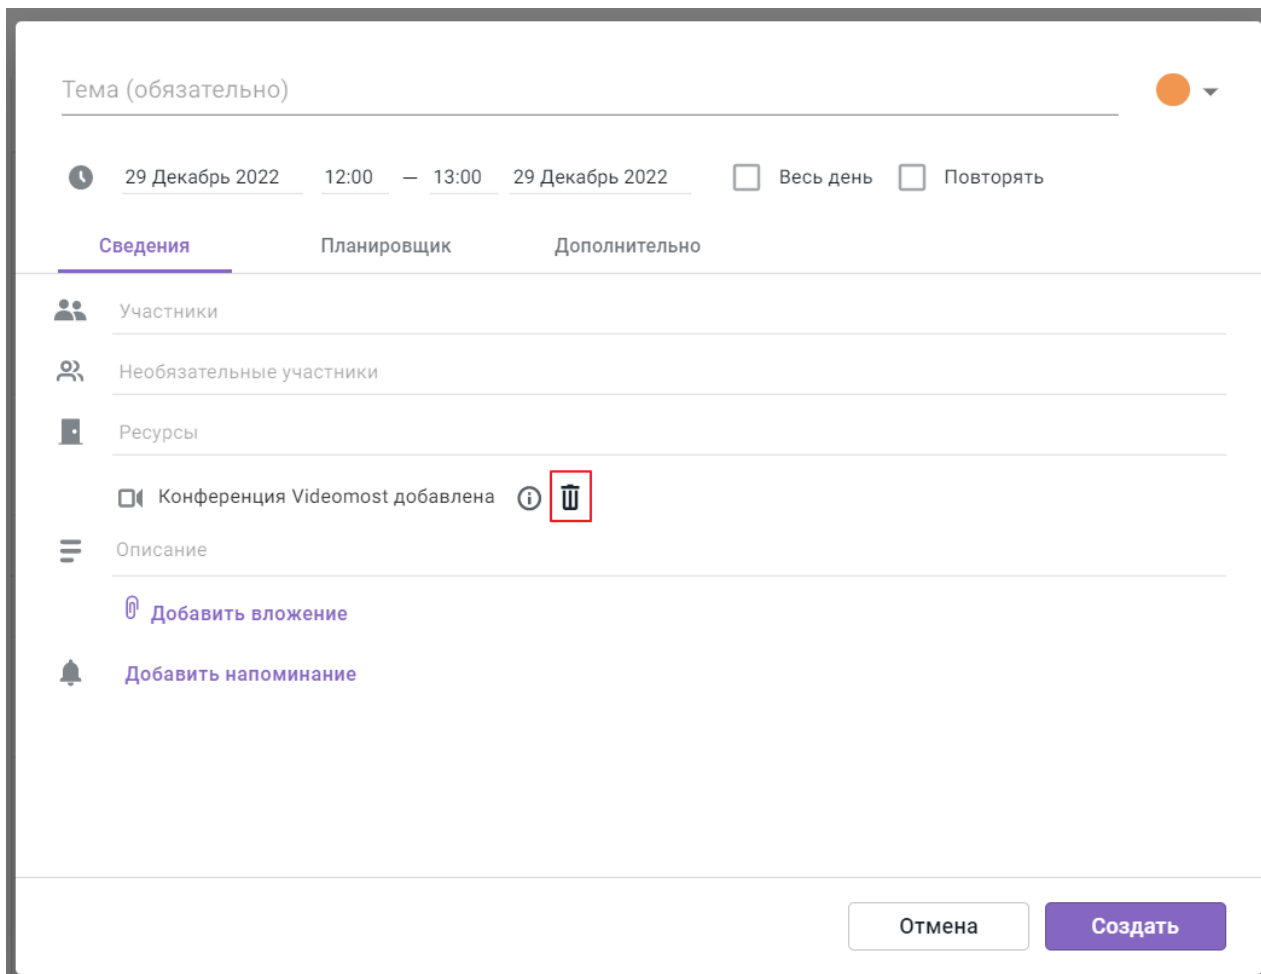 Тема (обязательно)
29 Декабрь 2022 12:00 — 13:00 29 Декабрь 2022 Весь день Повторять
Сведения Планировщик Дополнительно
Участники
Необязательные участники
Ресурсы
Конференция Videomost добавлена
Описание
Добавить вложение
Добавить напоминание
Отмена Создать